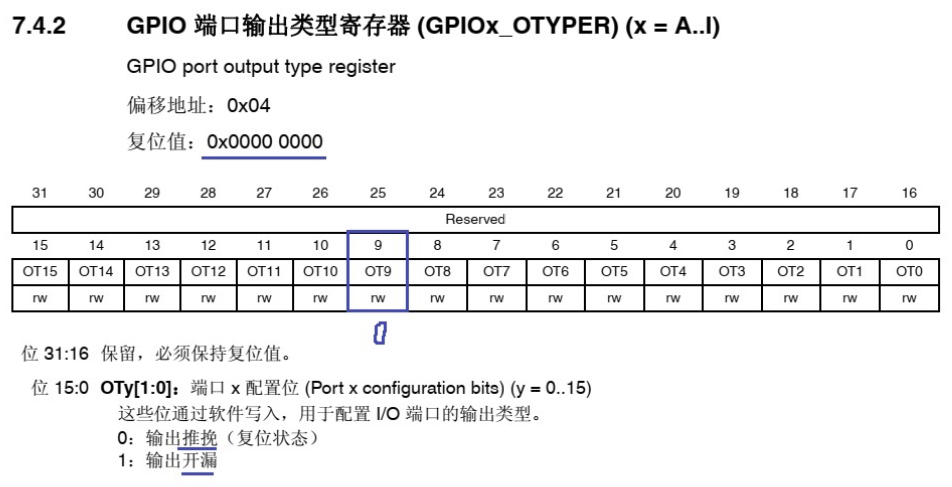 7.4.2 GPIO 端口输出类型寄存器 (GPIOx_OTYPER) (x = A..I)
GPIO port output type register
偏移地址：0x04
复位值：0x0000 0000
31 30 29 28 27 26 25 24 23 22 21 20 19 18 17 16
Reserved
15 14 13 12 11 10 9 8 7 6 5 4 3 2 1 0
OT15 OT14 OT13 OT12 OT11 OT10 OT9 OT8 OT7 OT6 OT5 OT4 OT3 OT2 OT1 OT0
rw rw rw rw rw rw rw rw rw rw rw rw rw rw rw rw
0
位 31:16 保留，必须保持复位值。
位 15:0 OTy[1:0]：端口 x 配置位 (Port x configuration bits) (y = 0..15)
这些位通过软件写入，用于配置 I/O 端口的输出类型。
0：输出推挽（复位状态）
1：输出开漏